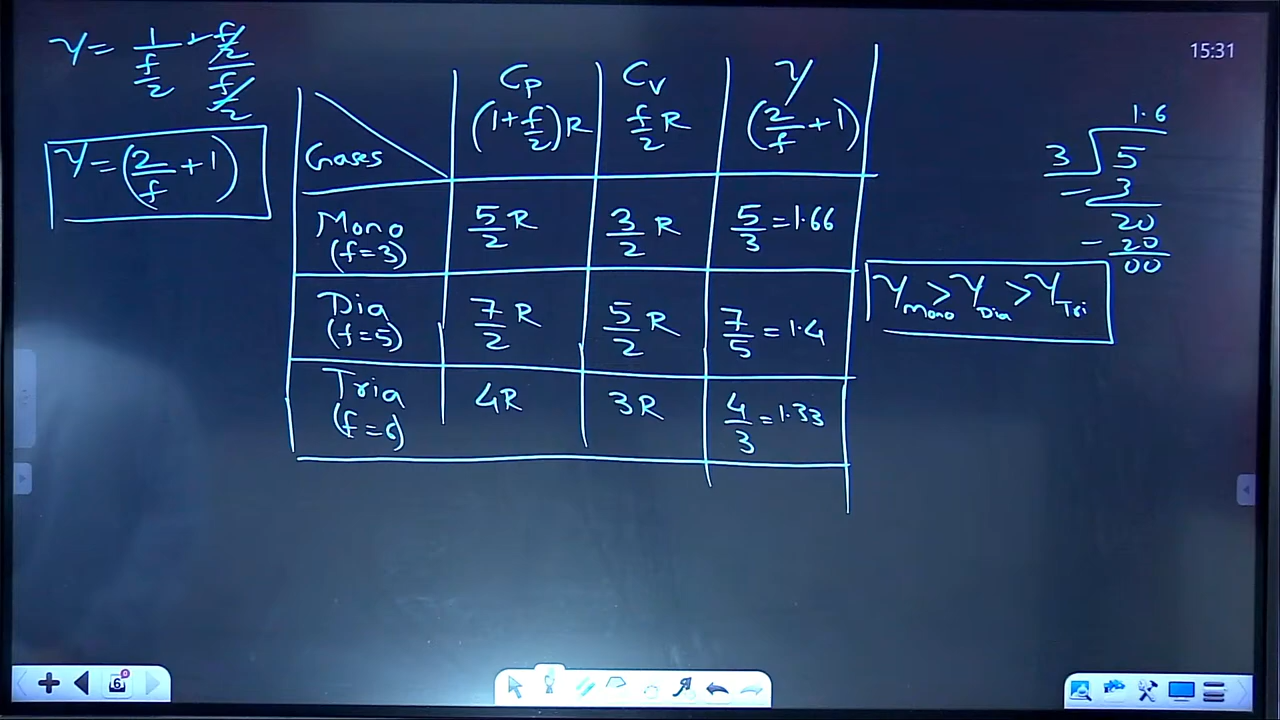 γ = 1/(f/2) + (f/2)/(f/2)
15:31
γ = (2/f + 1)
Gases | Cp (1+f/2)R | Cv f/2 R | γ (2/f + 1)
Mono (f=3) | 5/2 R | 3/2 R | 5/3 = 1.66
Dia (f=5) | 7/2 R | 5/2 R | 7/5 = 1.4
Tria (f=6) | 4R | 3R | 4/3 = 1.33
1.6
3 5
- 3
20
- 20
00
γMono > γDia > γTri
6